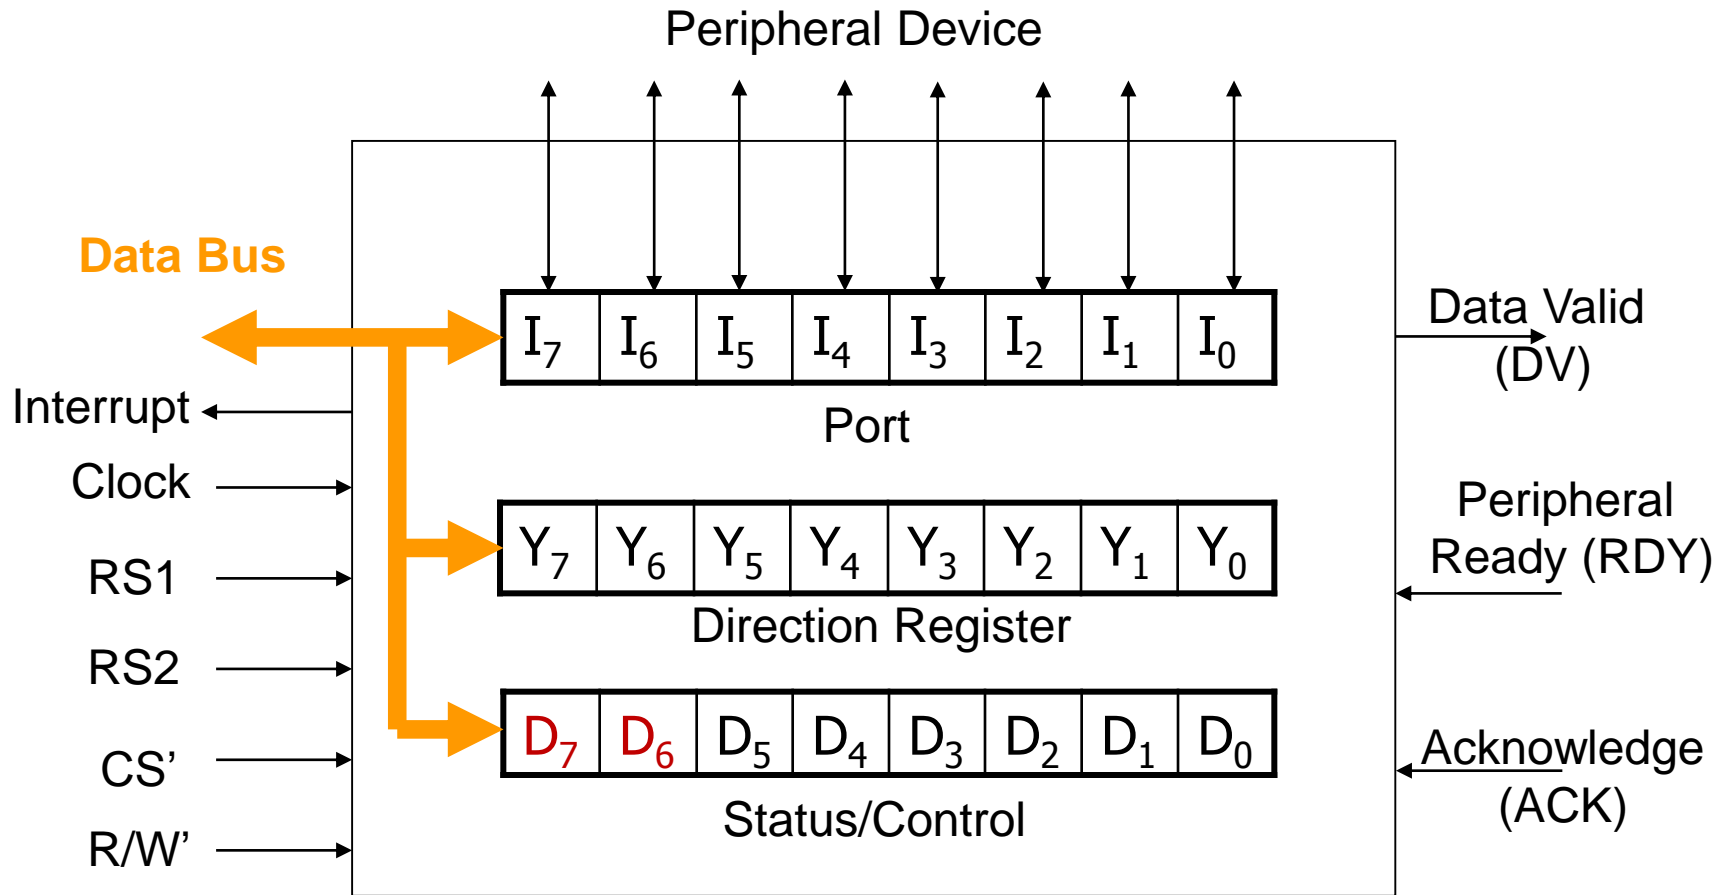 Peripheral Device
Data Bus
I7 I6 I5 I4 I3 I2 I1 I0
Data Valid
(DV)
Interrupt
Port
Clock
Peripheral
Ready (RDY)
Y7 Y6 Y5 Y4 Y3 Y2 Y1 Y0
RS1
Direction Register
RS2
D7 D6 D5 D4 D3 D2 D1 D0
CS’
Acknowledge
(ACK)
Status/Control
R/W’